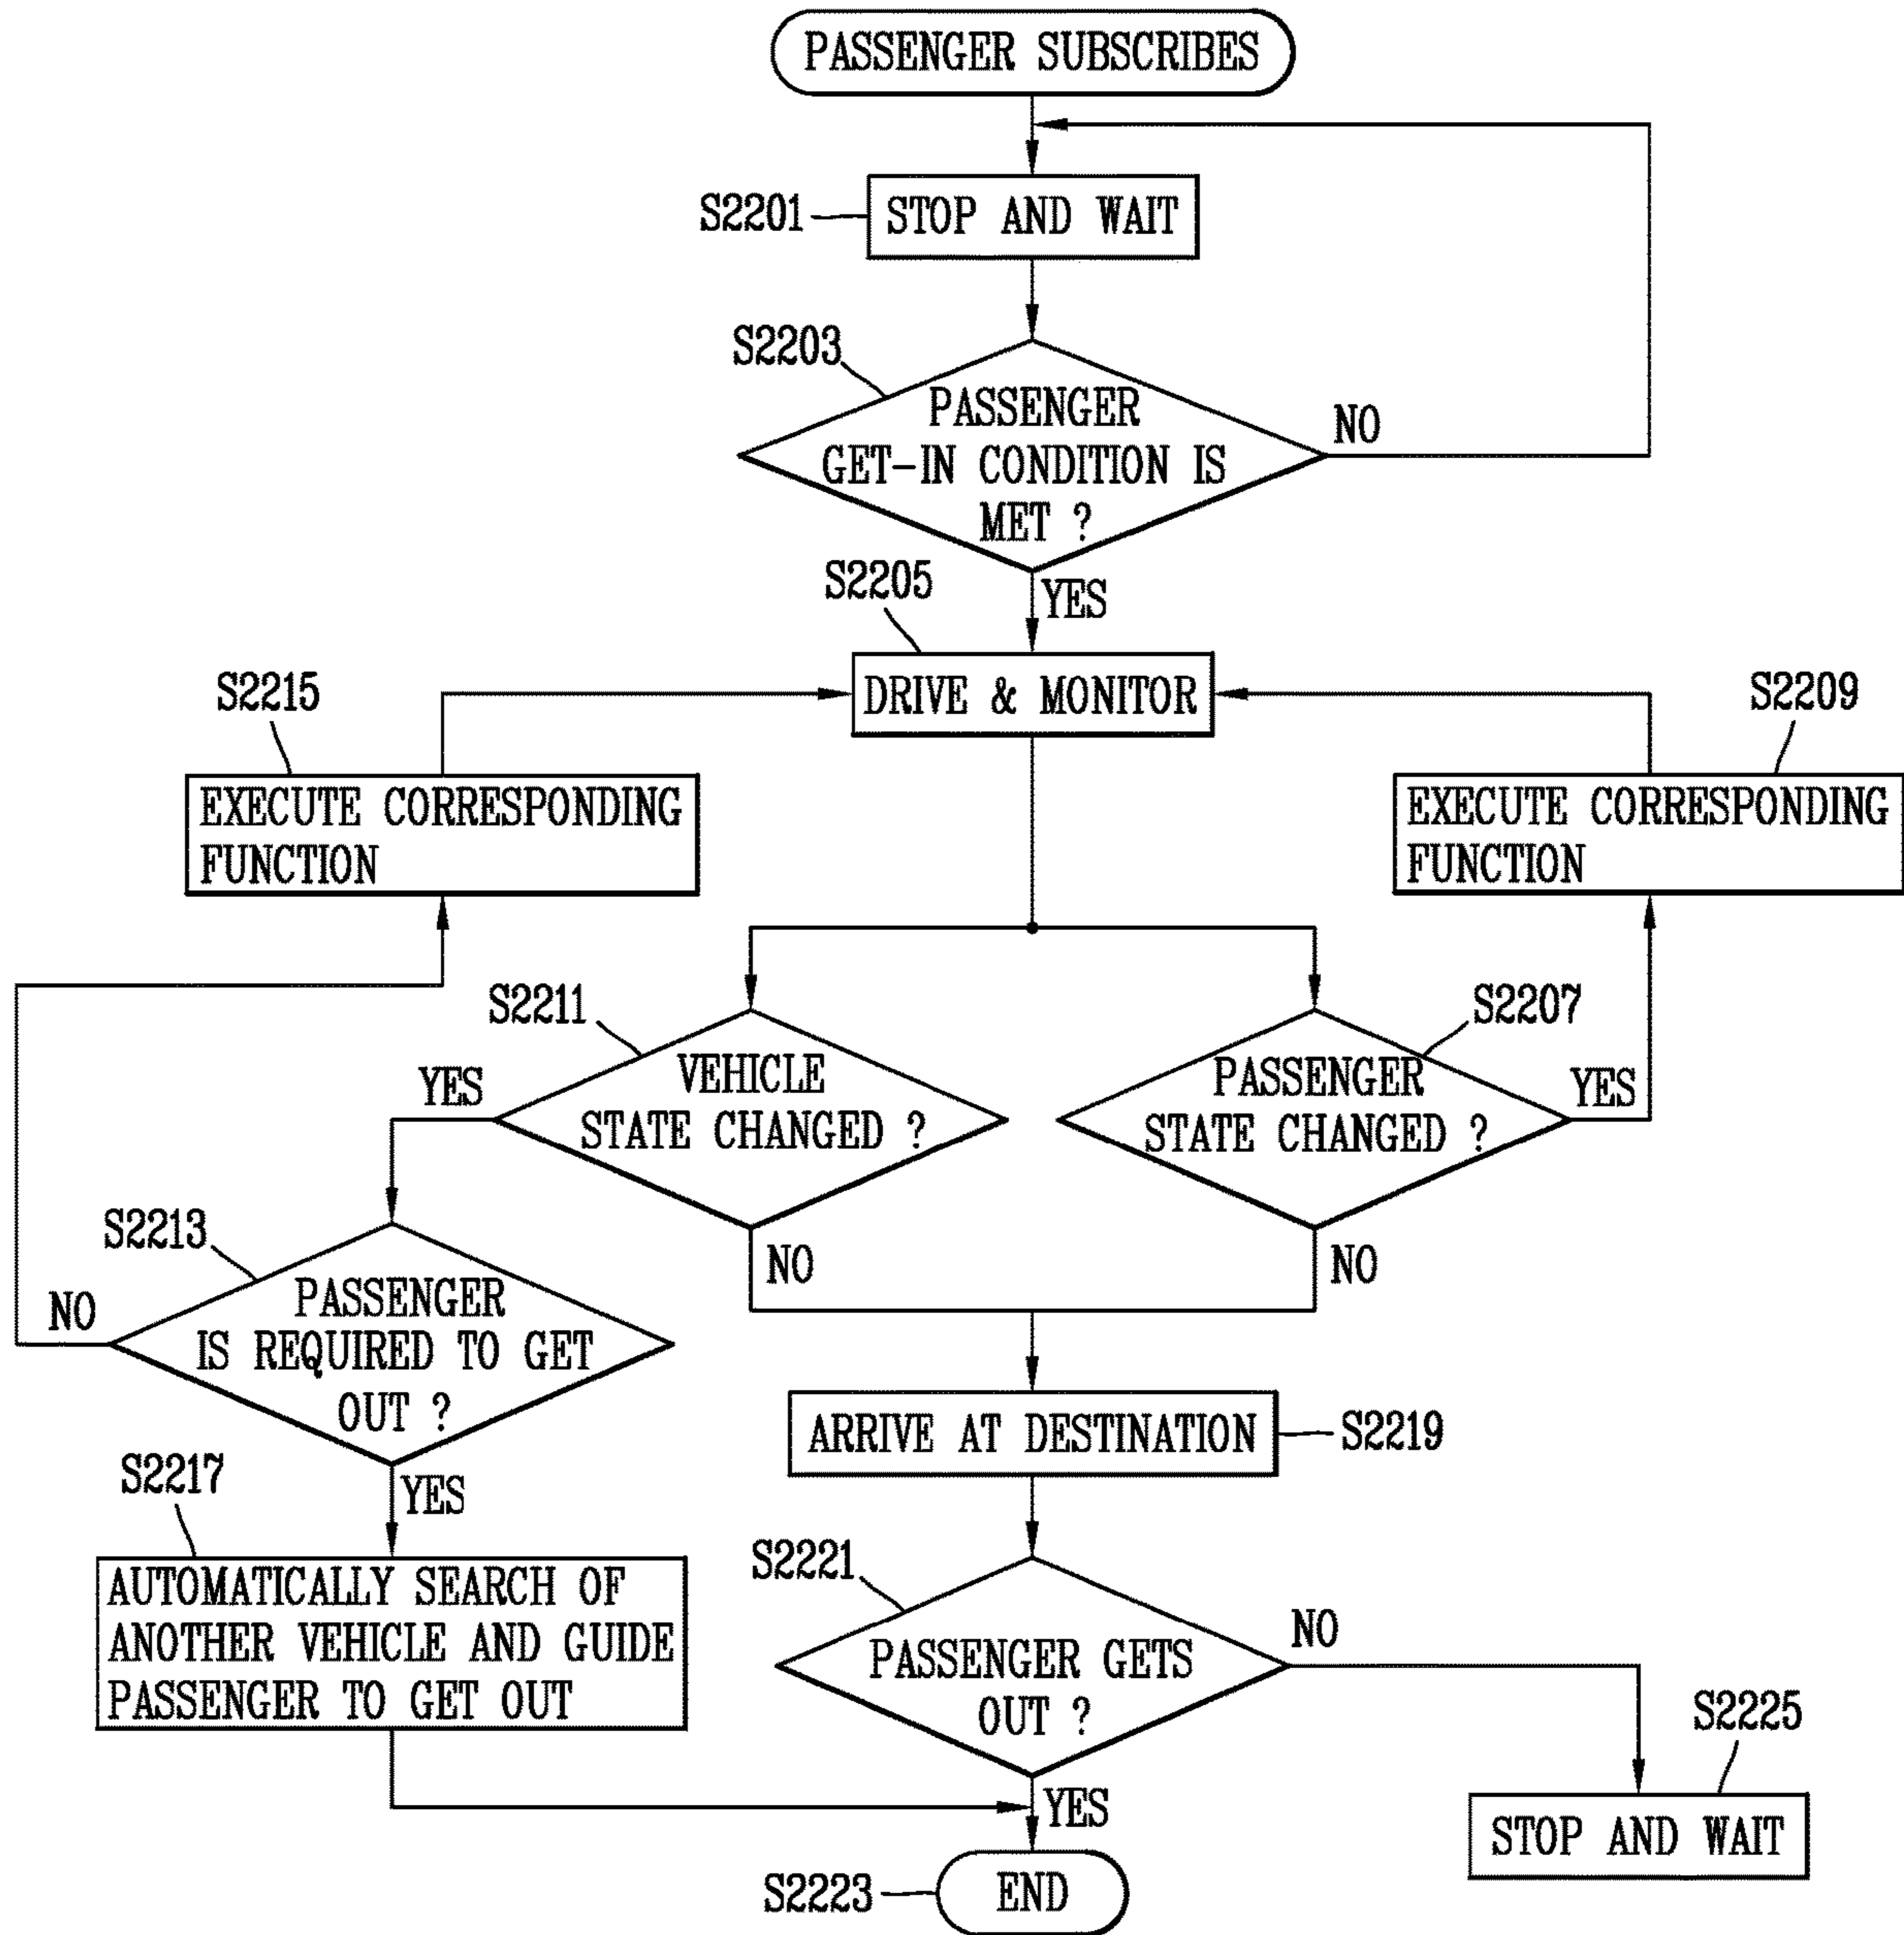 PASSENGER SUBSCRIBES
S2201
STOP AND WAIT
S2203
PASSENGER
GET-IN CONDITION IS
MET ?
NO
YES
S2205
DRIVE & MONITOR
S2215
EXECUTE CORRESPONDING
FUNCTION
S2209
EXECUTE CORRESPONDING
FUNCTION
S2211
VEHICLE
STATE CHANGED ?
YES
NO
S2207
PASSENGER
STATE CHANGED ?
YES
NO
S2213
PASSENGER
IS REQUIRED TO GET
OUT ?
NO
YES
S2217
AUTOMATICALLY SEARCH OF
ANOTHER VEHICLE AND GUIDE
PASSENGER TO GET OUT
ARRIVE AT DESTINATION
S2219
S2221
PASSENGER GETS
OUT ?
NO
YES
S2225
STOP AND WAIT
S2223
END